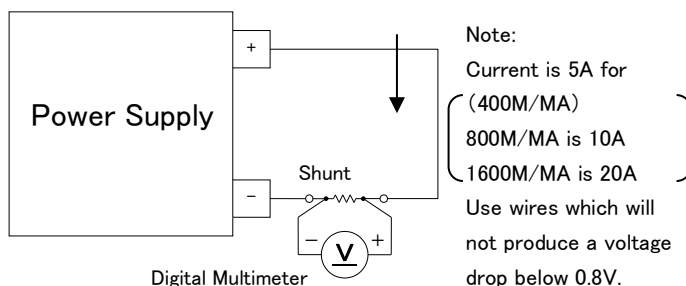 Power Supply
+
-
Shunt
- V +
Digital Multimeter
Note:
Current is 5A for
(400M/MA)
800M/MA is 10A
1600M/MA is 20A
Use wires which will
not produce a voltage
drop below 0.8V.